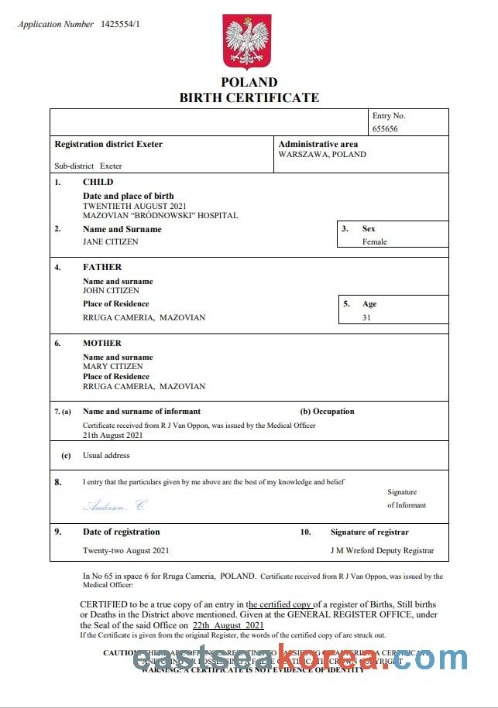 Application Number 1425554/1
POLAND
BIRTH CERTIFICATE
Entry No.
655656
Registration district Exeter
Sub-district Exeter
Administrative area
WARSZAWA, POLAND
1. CHILD
Date and place of birth
TWENTIETH AUGUST 2021
MAZOVIAN "BRÓDNOWSKI" HOSPITAL
2. Name and Surname
JANE CITIZEN
3. Sex
Female
4. FATHER
Name and surname
JOHN CITIZEN
Place of Residence
RRUGA CAMERIA, MAZOVIAN
5. Age
31
6. MOTHER
Name and surname
MARY CITIZEN
Place of Residence
RRUGA CAMERIA, MAZOVIAN
7. (a) Name and surname of informant (b) Occupation
Certificate received from R J Van Oppon, was issued by the Medical Officer
21th August 2021
(c) Usual address
8. I entry that the particulars given by me above are the best of my knowledge and belief
Signature
of Informant
Anderson. C.
9. Date of registration
Twenty-two August 2021
10. Signature of registrar
J M Wreford Deputy Registrar
In No 65 in space 6 for Rruga Cameria, POLAND. Certificate received from R J Van Oppon, was issued by the
Medical Officer:
CERTIFIED to be a true copy of an entry in the certified copy of a register of Births, Still births
or Deaths in the District above mentioned. Given at the GENERAL REGISTER OFFICE, under
the Seal of the said Office on 22th August 2021
If the Certificate is given from the original Register, the words of the certified copy of are struck out.
CAUTION
WARNING: A CERTIFICATE IS NOT EVIDENCE OF IDENTITY
eastseakorea.com